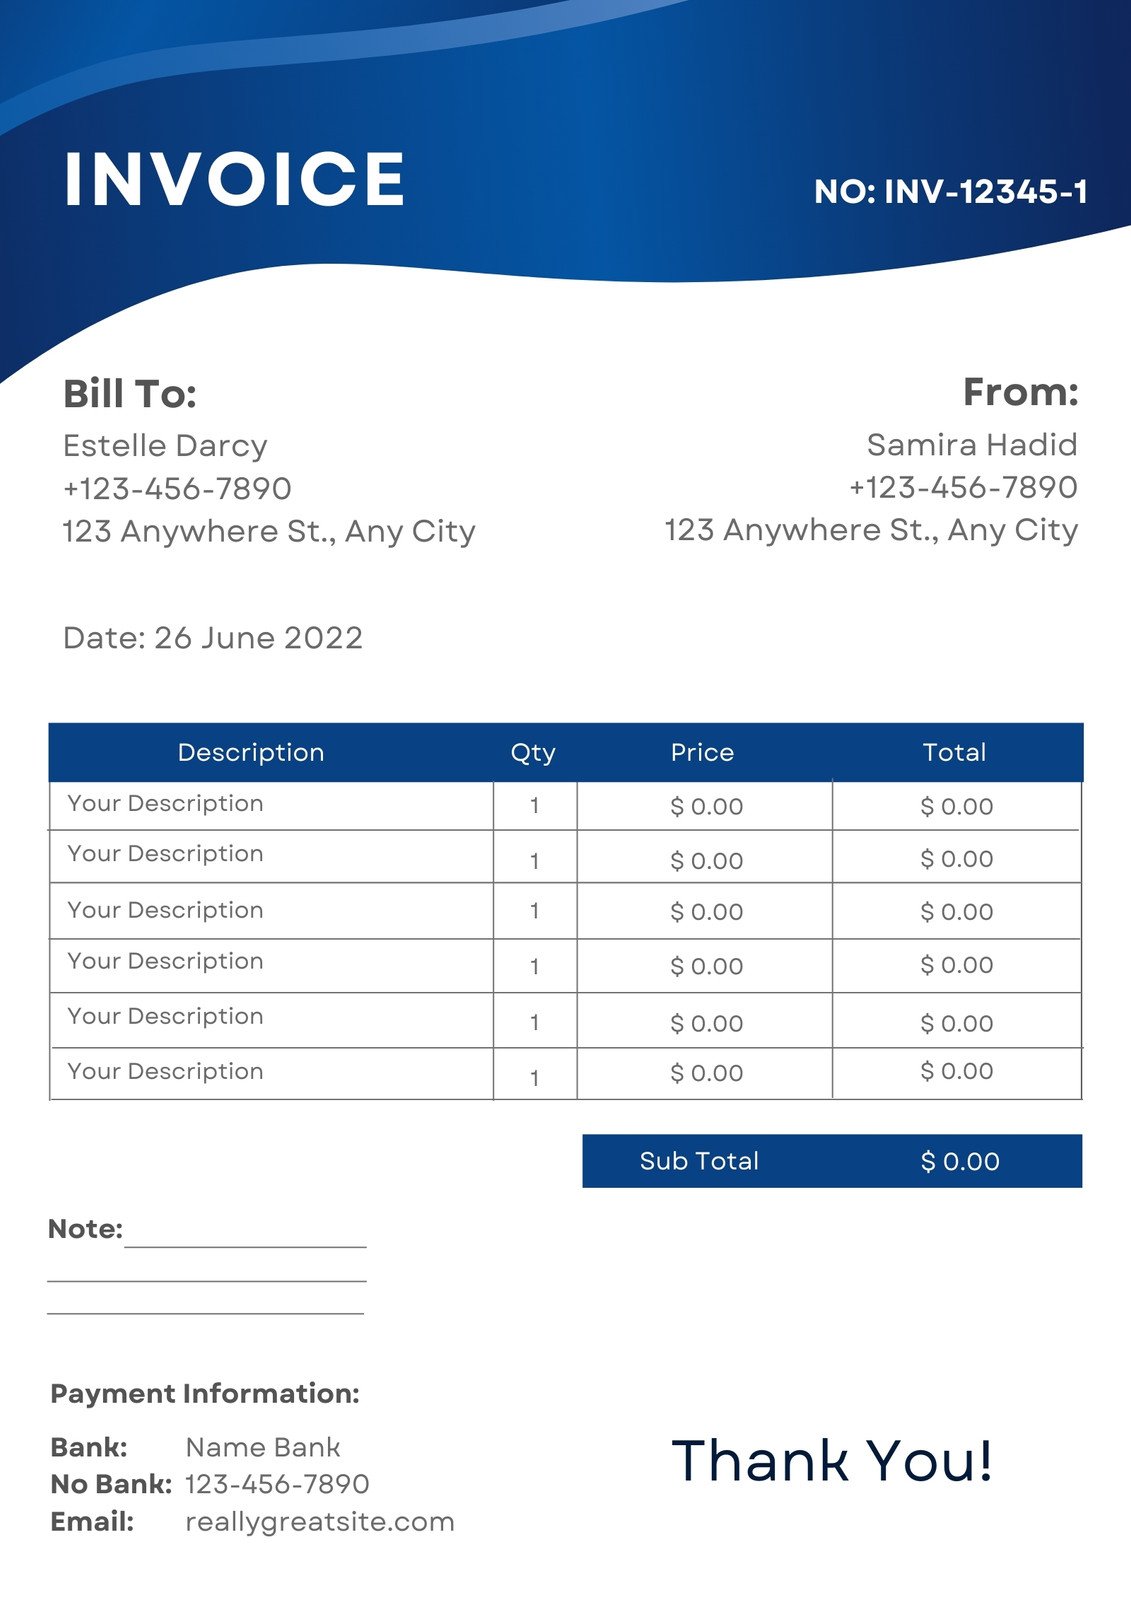 INVOICE
NO: INV-12345-1
Bill To:
Estelle Darcy
+123-456-7890
123 Anywhere St., Any City
From:
Samira Hadid
+123-456-7890
123 Anywhere St., Any City
Date: 26 June 2022
Description Qty Price Total
Your Description 1 $ 0.00 $ 0.00
Your Description 1 $ 0.00 $ 0.00
Your Description 1 $ 0.00 $ 0.00
Your Description 1 $ 0.00 $ 0.00
Your Description 1 $ 0.00 $ 0.00
Your Description 1 $ 0.00 $ 0.00
Sub Total $ 0.00
Note:
Payment Information:
Bank: Name Bank
No Bank: 123-456-7890
Email: reallygreatsite.com
Thank You!